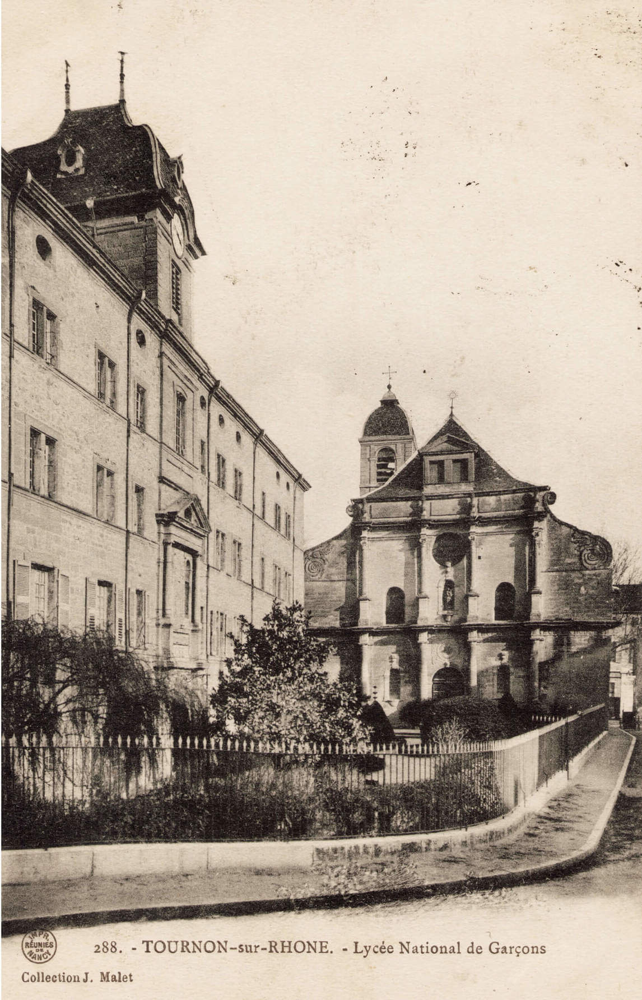 IMPR.
RÉUNIES
DE
NANCY
288. - TOURNON-sur-RHONE. - Lycée National de Garçons
Collection J. Malet